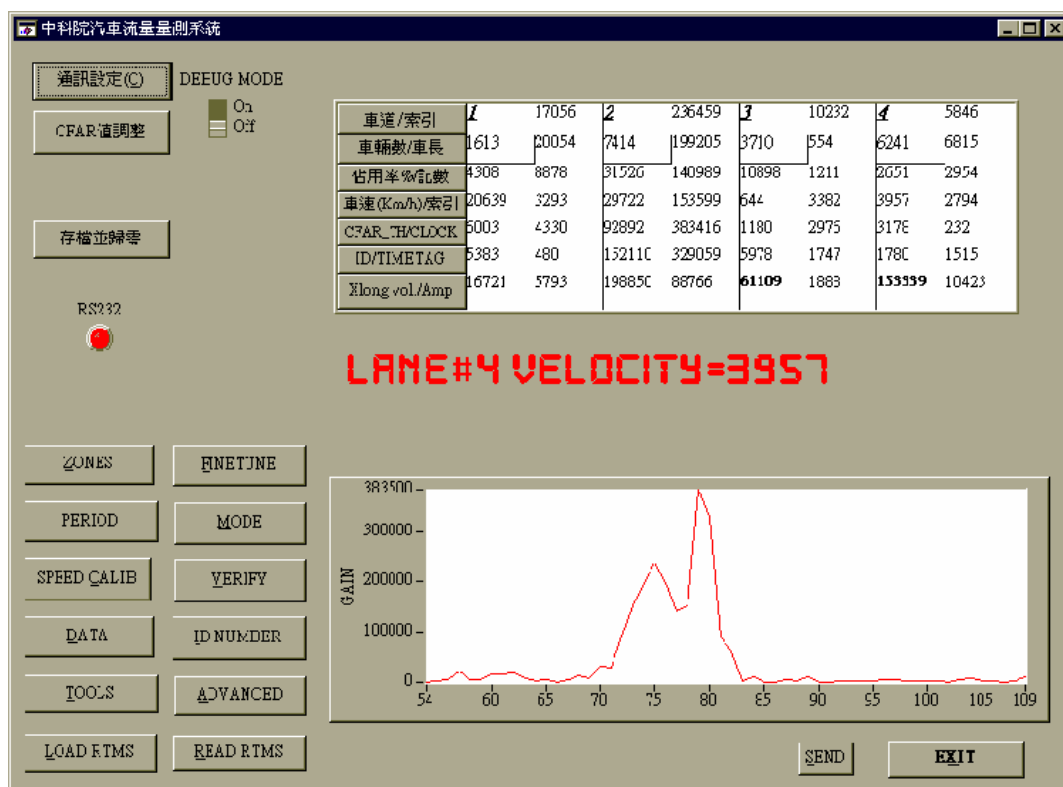 中科院汽車流量量測系統
通訊設定(C)
DEEUG MODE
On
Off
CFAR值調整
存檔並歸零
RS232
車道/索引 1 17056 2 236459 3 10232 4 5846
車輛數/車長 1613 20054 7414 199205 3710 554 6241 6815
佔用率%/記數 4308 8878 31526 140989 10898 1211 2651 2954
車速(Km/h)/索引 20639 3293 29722 153599 644 3382 3957 2794
CFAR_TH/CLOCK 5003 4330 92892 383416 1180 2975 3178 232
ID/TIMETAG 5383 480 152110 329059 5978 1747 1780 1515
Xlong vol./Amp 16721 5793 198850 88766 61109 1883 153339 10423
LANE#4 VELOCITY=3957
ZONES
FINETUNE
PERIOD
MODE
SPEED CALIB
VERIFY
DATA
ID NUMBER
TOOLS
ADVANCED
LOAD RTMS
READ RTMS
GAIN
383500
300000
200000
100000
0
54 60 65 70 75 80 85 90 95 100 105 109
SEND
EXIT